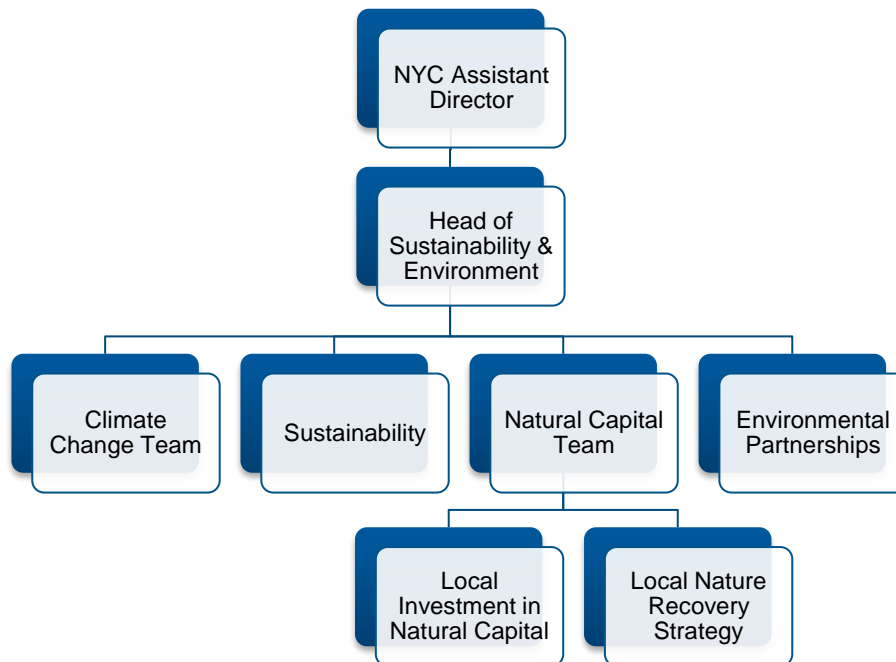 NYC Assistant
Director
Head of
Sustainability &
Environment
Climate
Change Team
Sustainability
Natural Capital
Team
Environmental
Partnerships
Local
Investment in
Natural Capital
Local Nature
Recovery
Strategy